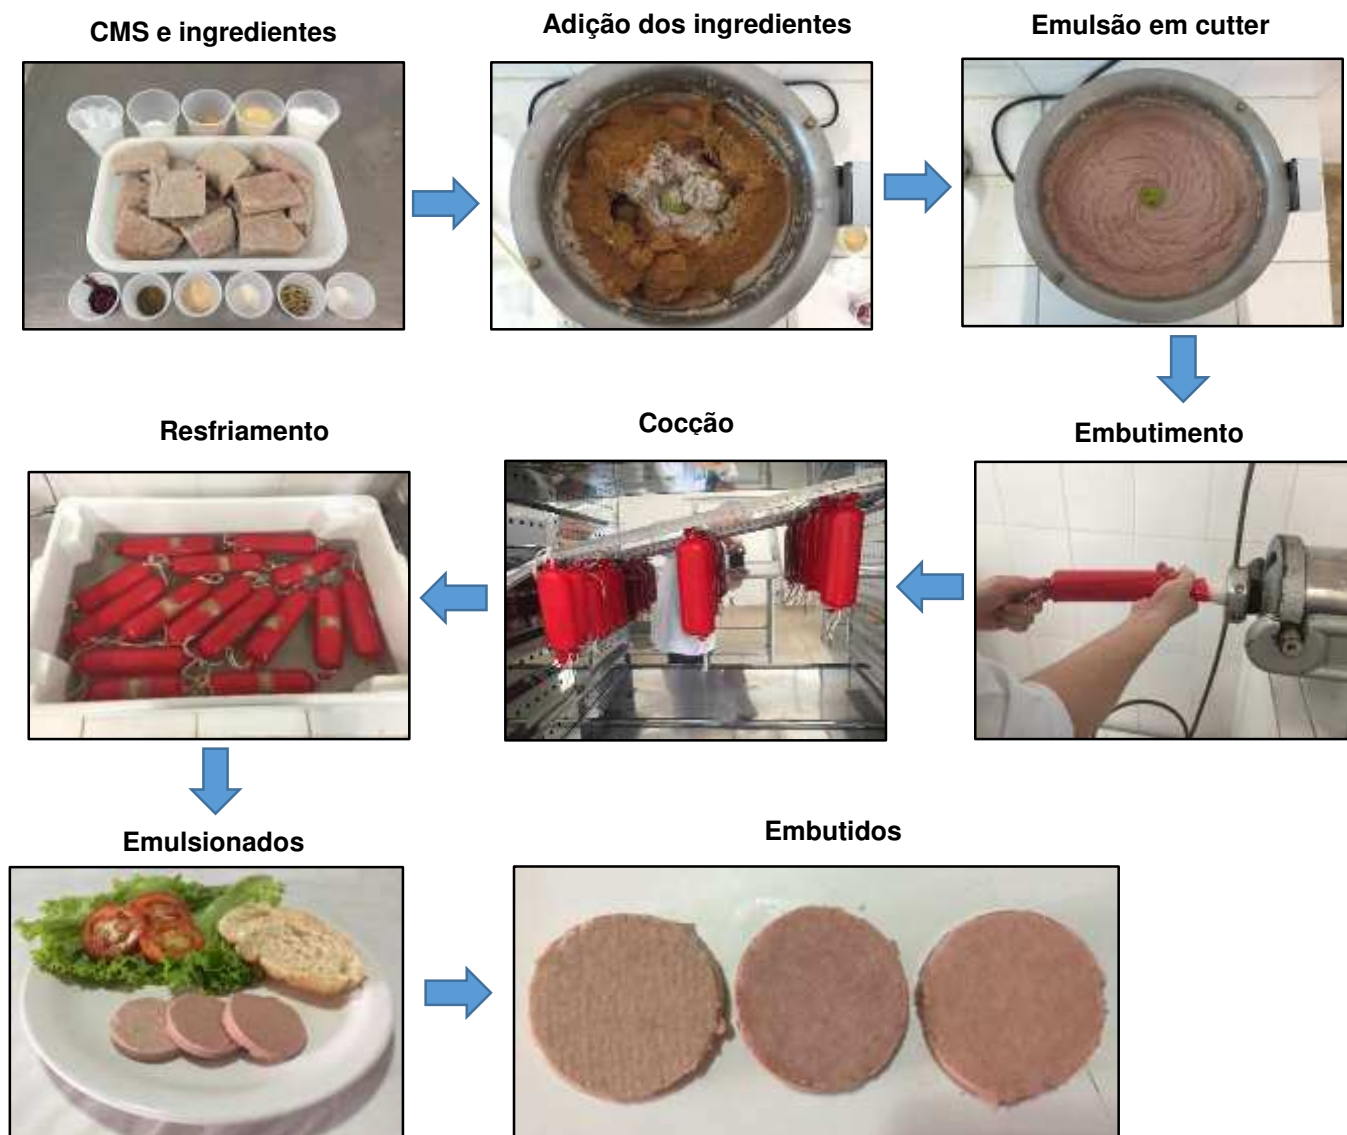 CMS e ingredientes
Adição dos ingredientes
Emulsão em cutter
Resfriamento
Cocção
Embutimento
Emulsionados
Embutidos